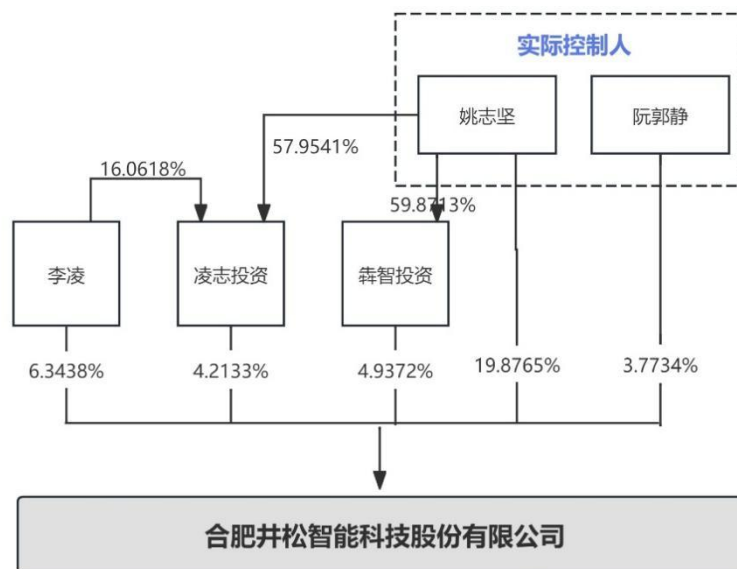 实际控制人
姚志坚
阮郭静
57.9541%
16.0618%
59.8713%
李凌
凌志投资
犇智投资
6.3438%
4.2133%
4.9372%
19.8765%
3.7734%
合肥井松智能科技股份有限公司